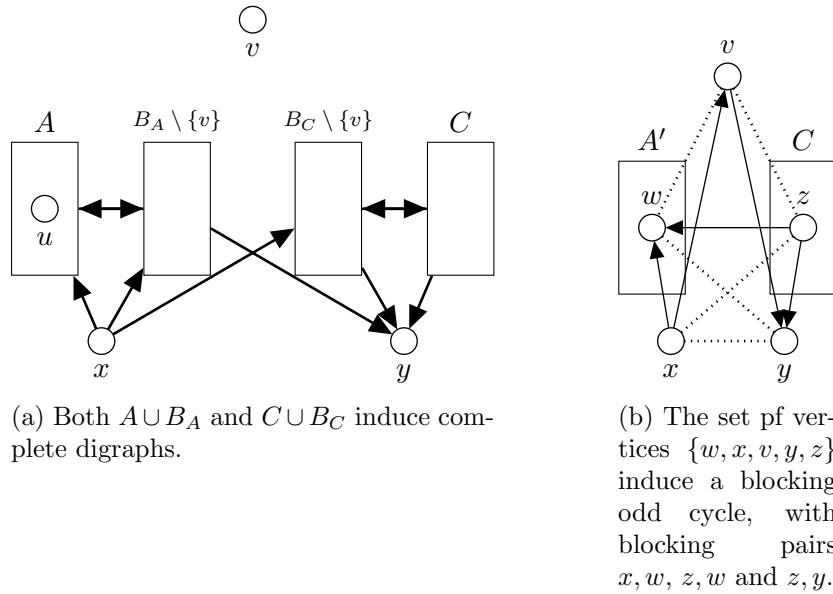 v
A
B_A \ {v}
B_C \ {v}
C
u
x
y
(a) Both A ∪ B_A and C ∪ B_C induce com-
plete digraphs.
v
A′
C
w
z
x
y
(b) The set pf ver-
tices {w, x, v, y, z}
induce a blocking
odd cycle, with
blocking pairs
x, w, z, w and z, y.